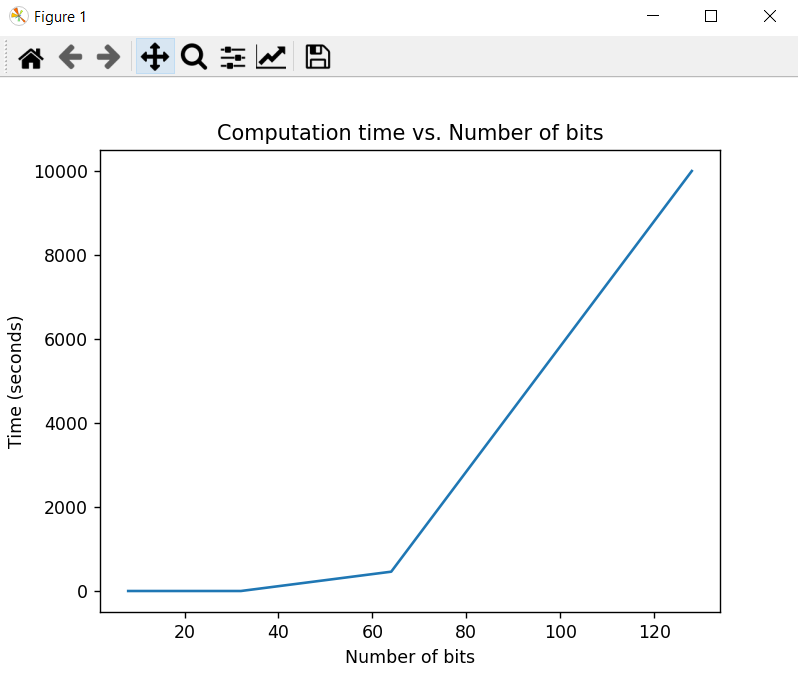 Figure 1
Computation time vs. Number of bits
10000
8000
6000
4000
2000
0
Time (seconds)
20 40 60 80 100 120
Number of bits